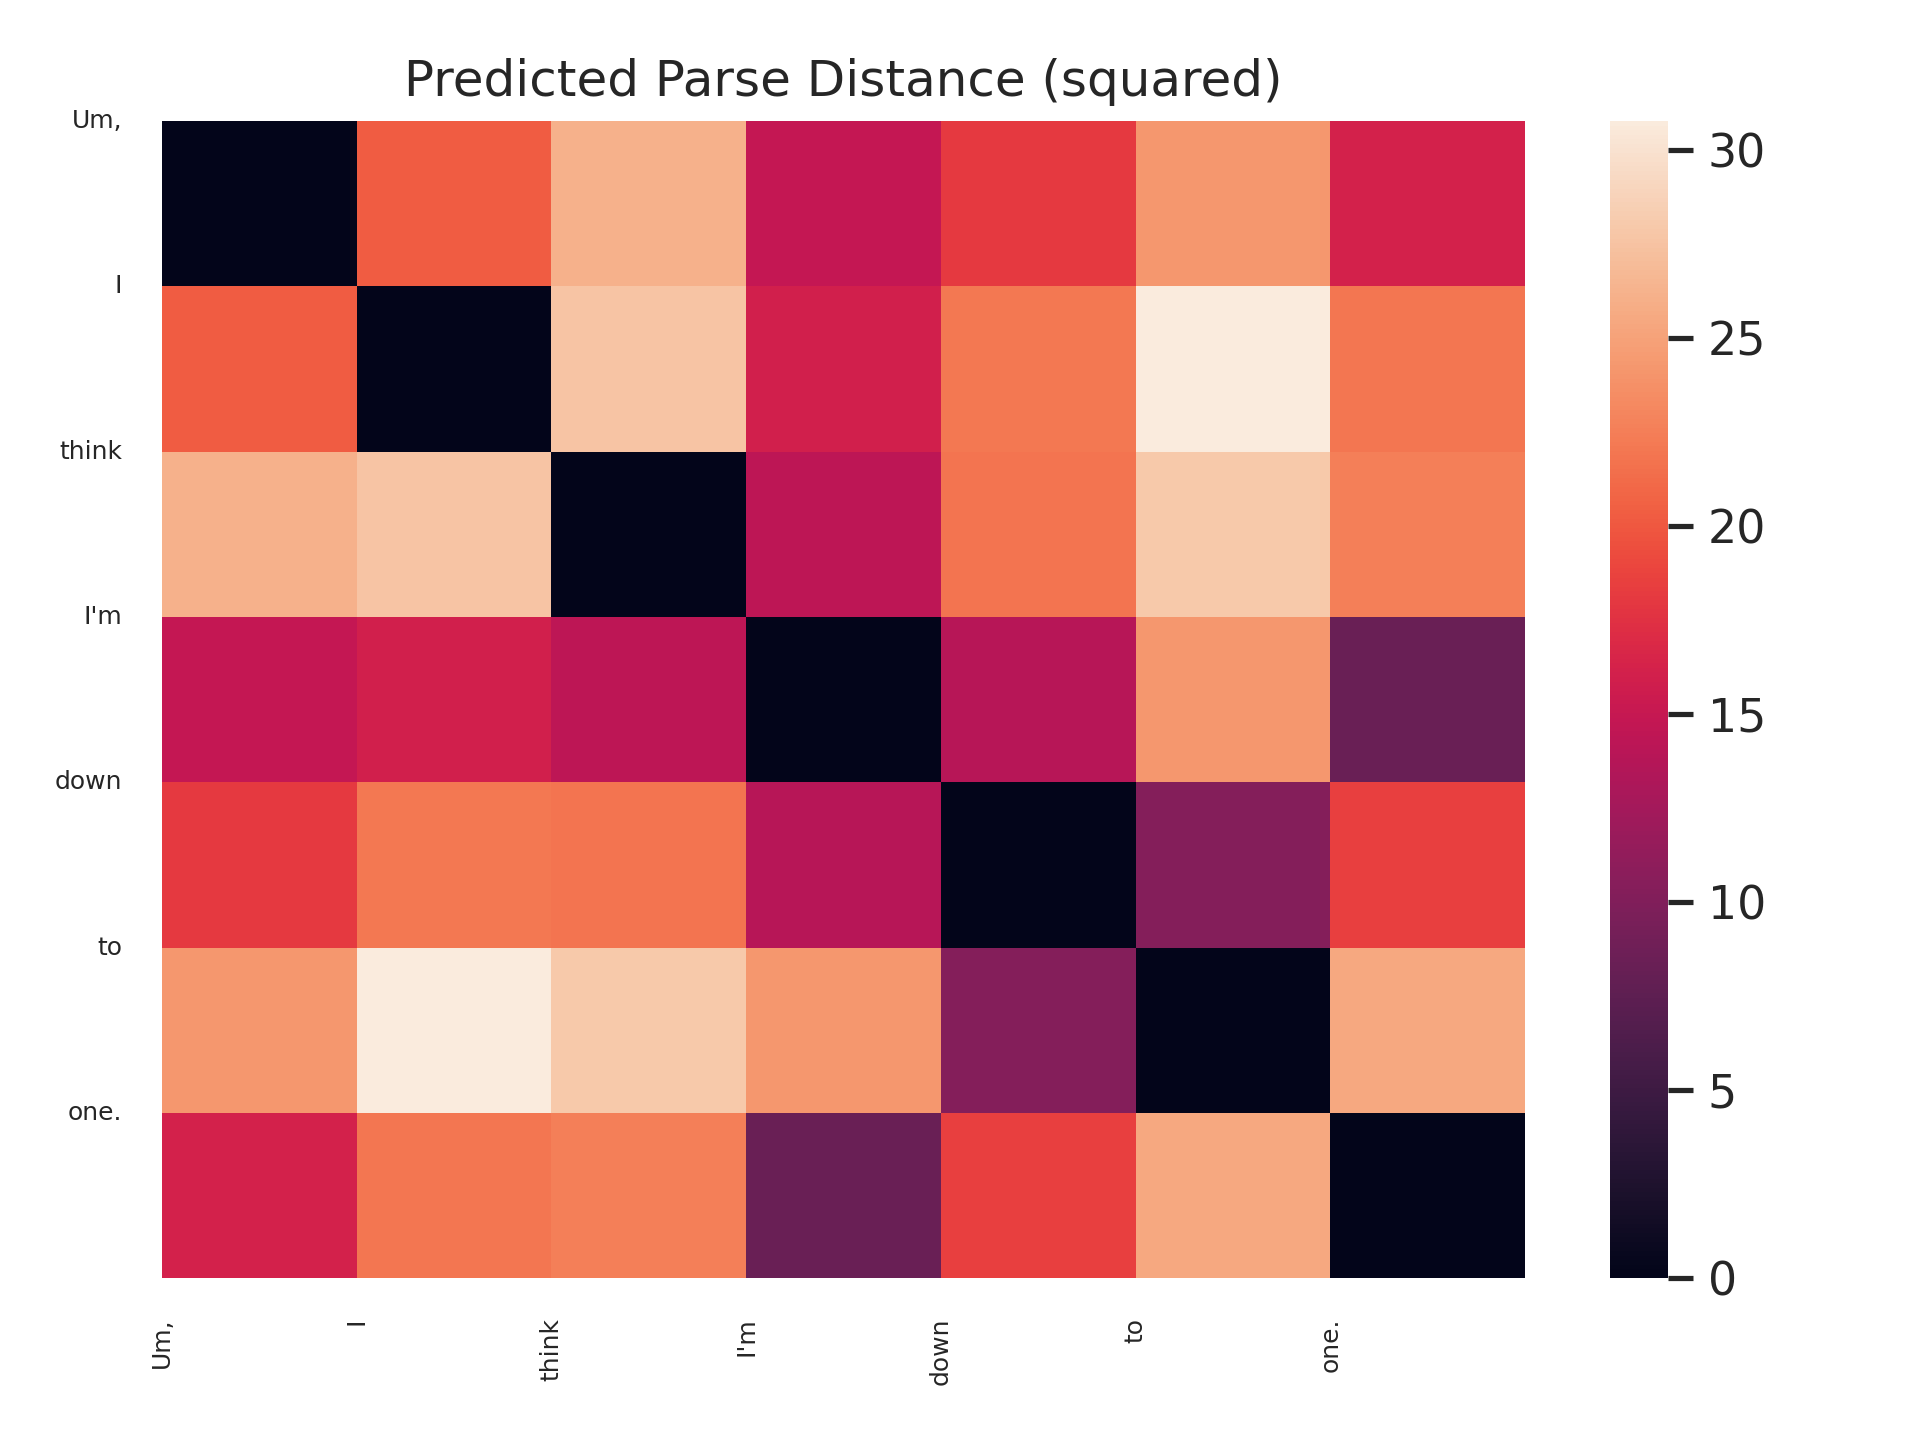 Predicted Parse Distance (squared)
Um,
I
think
I'm
down
to
one.
Um,
I
think
I'm
down
to
one.
30
25
20
15
10
5
0